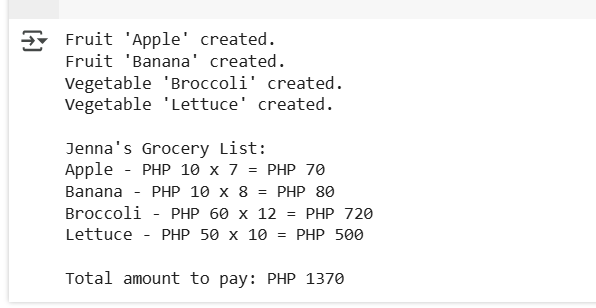 Fruit 'Apple' created.
Fruit 'Banana' created.
Vegetable 'Broccoli' created.
Vegetable 'Lettuce' created.
Jenna's Grocery List:
Apple - PHP 10 x 7 = PHP 70
Banana - PHP 10 x 8 = PHP 80
Broccoli - PHP 60 x 12 = PHP 720
Lettuce - PHP 50 x 10 = PHP 500
Total amount to pay: PHP 1370